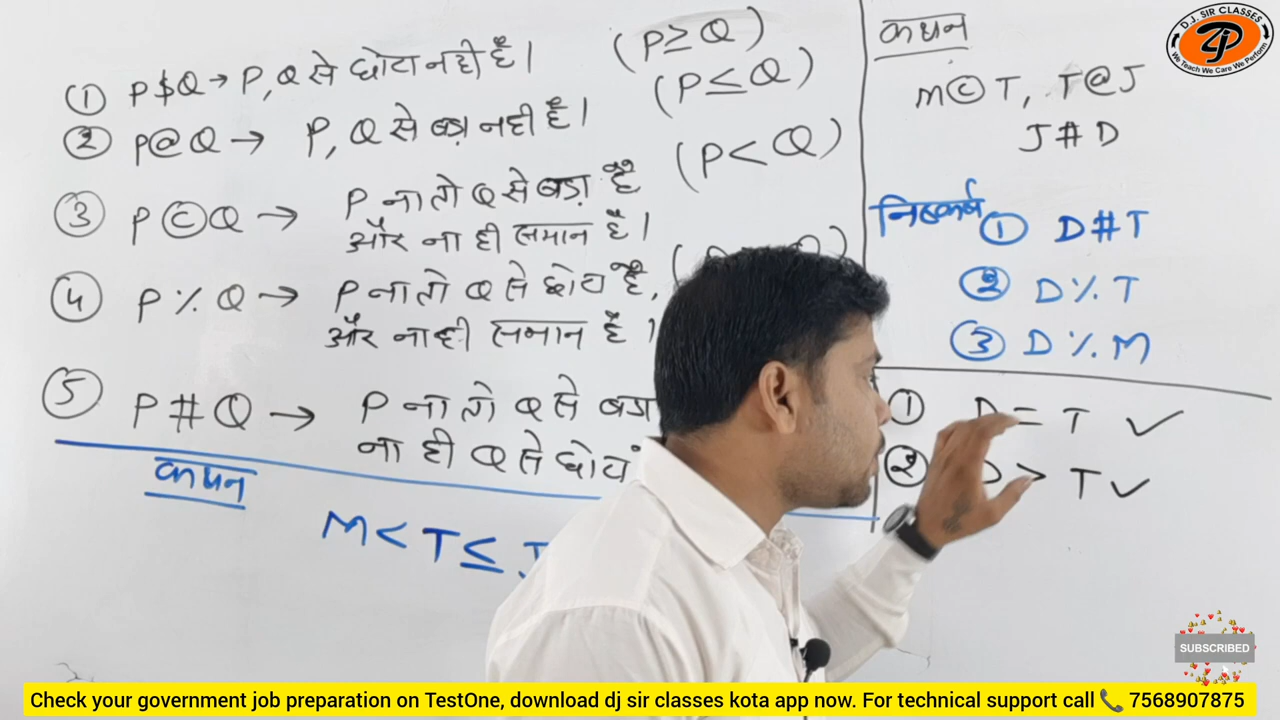 ① P$Q → P, Q से छोटा नही है। (P≥Q)
② P@Q → P, Q से बड़ा नही है। (P≤Q)
③ P©Q → P ना तो Q से बड़ा है (P<Q)
और ना ही समान है।
④ P % Q → P ना तो Q से छोटा है,
और ना ही समान है।
⑤ P # Q → P ना तो Q से बड़ा
ना ही Q से छोटा
कथन
M < T ≤
कथन
M©T, T@J
J#D
निष्कर्ष ① D#T
② D % T
③ D % M
① D = T ✓
② D > T ✓
D.J. SIR CLASSES
We Teach We Care We Perform
SUBSCRIBED
Check your government job preparation on TestOne, download dj sir classes kota app now. For technical support call 📞 7568907875